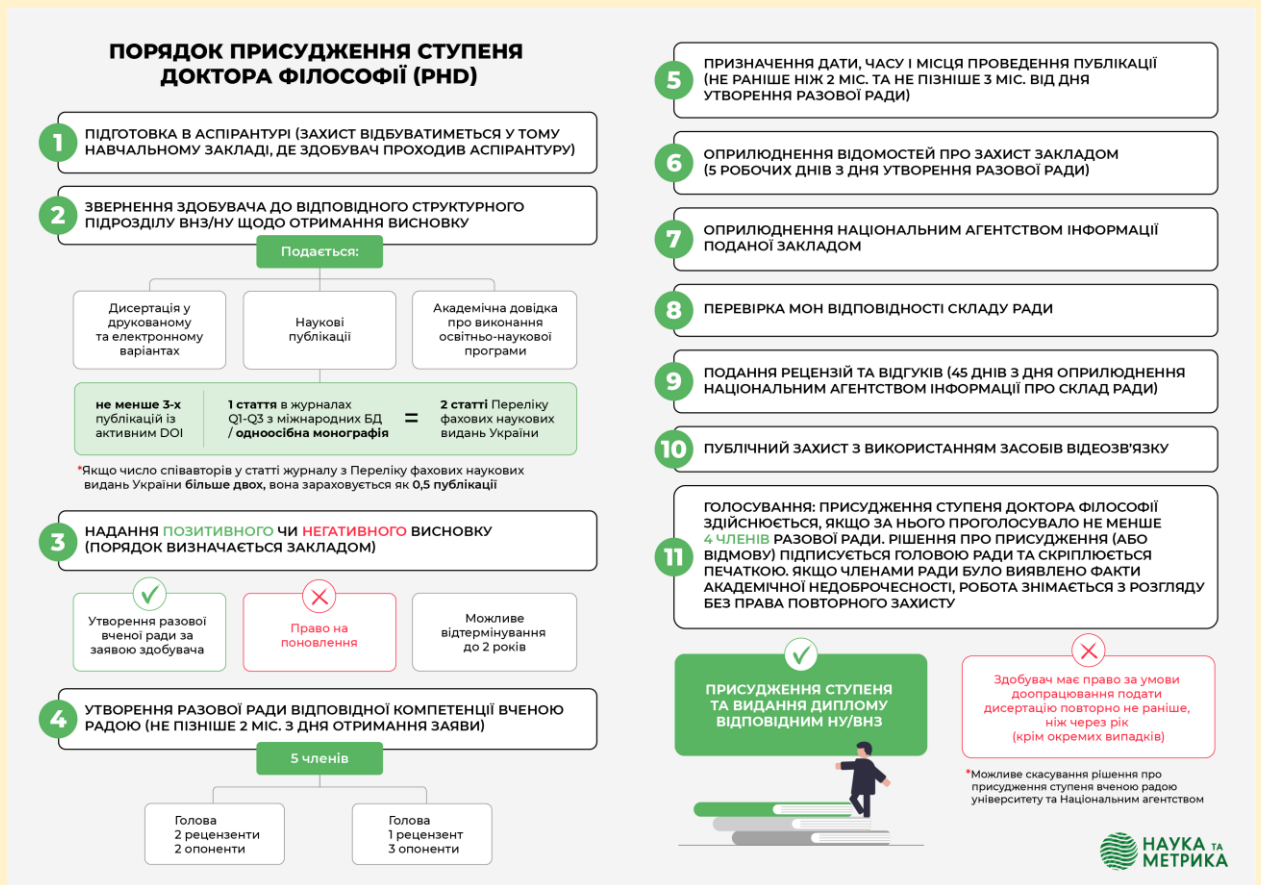 ПОРЯДОК ПРИСУДЖЕННЯ СТУПЕНЯ
ДОКТОРА ФІЛОСОФІЇ (PHD)
1
ПІДГОТОВКА В АСПІРАНТУРІ (ЗАХИСТ ВІДБУВАТИМЕТЬСЯ У ТОМУ
НАВЧАЛЬНОМУ ЗАКЛАДІ, ДЕ ЗДОБУВАЧ ПРОХОДИВ АСПІРАНТУРУ)
2
ЗВЕРНЕННЯ ЗДОБУВАЧА ДО ВІДПОВІДНОГО СТРУКТУРНОГО
ПІДРОЗДІЛУ ВНЗ/НУ ЩОДО ОТРИМАННЯ ВИСНОВКУ
Подається:
Дисертація у
друкованому
та електронному
варіантах
Наукові
публікації
Академічна довідка
про виконання
освітньо-наукової
програми
не менше 3-х
публікацій із
активним DOI
1 стаття в журналах
Q1-Q3 з міжнародних БД
/ одноосібна монографія
=
2 статті Переліку
фахових наукових
видань України
*Якщо число співавторів у статті журналу з Переліку фахових наукових
видань України більше двох, вона зараховується як 0,5 публікації
3
НАДАННЯ ПОЗИТИВНОГО ЧИ НЕГАТИВНОГО ВИСНОВКУ
(ПОРЯДОК ВИЗНАЧАЄТЬСЯ ЗАКЛАДОМ)
Утворення разової
вченої ради за
заявою здобувача
Право на
поновлення
Можливе
відтермінування
до 2 років
4
УТВОРЕННЯ РАЗОВОЇ РАДИ ВІДПОВІДНОЇ КОМПЕТЕНЦІЇ ВЧЕНОЮ
РАДОЮ (НЕ ПІЗНІШЕ 2 МІС. З ДНЯ ОТРИМАННЯ ЗАЯВИ)
5 членів
Голова
2 рецензенти
2 опоненти
Голова
1 рецензент
3 опоненти
5
ПРИЗНАЧЕННЯ ДАТИ, ЧАСУ І МІСЦЯ ПРОВЕДЕННЯ ПУБЛІКАЦІЇ
(НЕ РАНІШЕ НІЖ 2 МІС. ТА НЕ ПІЗНІШЕ 3 МІС. ВІД ДНЯ
УТВОРЕННЯ РАЗОВОЇ РАДИ)
6
ОПРИЛЮДНЕННЯ ВІДОМОСТЕЙ ПРО ЗАХИСТ ЗАКЛАДОМ
(5 РОБОЧИХ ДНІВ З ДНЯ УТВОРЕННЯ РАЗОВОЇ РАДИ)
7
ОПРИЛЮДНЕННЯ НАЦІОНАЛЬНИМ АГЕНТСТВОМ ІНФОРМАЦІЇ
ПОДАНОЇ ЗАКЛАДОМ
8
ПЕРЕВІРКА МОН ВІДПОВІДНОСТІ СКЛАДУ РАДИ
9
ПОДАННЯ РЕЦЕНЗІЙ ТА ВІДГУКІВ (45 ДНІВ З ДНЯ ОПРИЛЮДНЕННЯ
НАЦІОНАЛЬНИМ АГЕНТСТВОМ ІНФОРМАЦІЇ ПРО СКЛАД РАДИ)
10
ПУБЛІЧНИЙ ЗАХИСТ З ВИКОРИСТАННЯМ ЗАСОБІВ ВІДЕОЗВ'ЯЗКУ
11
ГОЛОСУВАННЯ: ПРИСУДЖЕННЯ СТУПЕНЯ ДОКТОРА ФІЛОСОФІЇ
ЗДІЙСНЮЄТЬСЯ, ЯКЩО ЗА НЬОГО ПРОГОЛОСУВАЛО НЕ МЕНШЕ
4 ЧЛЕНІВ РАЗОВОЇ РАДИ. РІШЕННЯ ПРО ПРИСУДЖЕННЯ (АБО
ВІДМОВУ) ПІДПИСУЄТЬСЯ ГОЛОВОЮ РАДИ ТА СКРІПЛЮЄТЬСЯ
ПЕЧАТКОЮ. ЯКЩО ЧЛЕНАМИ РАДИ БУЛО ВИЯВЛЕНО ФАКТИ
АКАДЕМІЧНОЇ НЕДОБРОЧЕСНОСТІ, РОБОТА ЗНІМАЄТЬСЯ З РОЗГЛЯДУ
БЕЗ ПРАВА ПОВТОРНОГО ЗАХИСТУ
ПРИСУДЖЕННЯ СТУПЕНЯ
ТА ВИДАННЯ ДИПЛОМУ
ВІДПОВІДНИМ НУ/ВНЗ
Здобувач має право за умови
доопрацювання подати
дисертацію повторно не раніше,
ніж через рік
(крім окремих випадків)
*Можливе скасування рішення про
присудження ступеня вченою радою
університету та Національним агентством
НАУКА ТА
МЕТРИКА